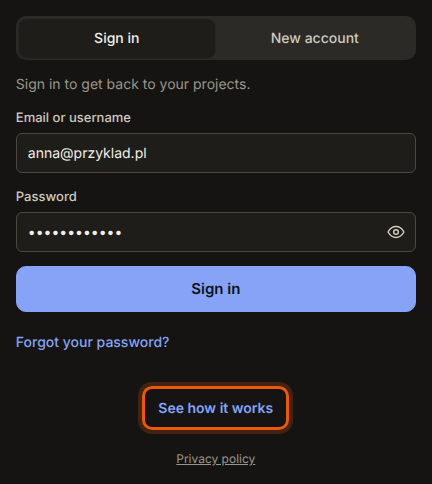 Sign in
New account
Sign in to get back to your projects.
Email or username
anna@przyklad.pl
Password
••••••••••••
Sign in
Forgot your password?
See how it works
Privacy policy